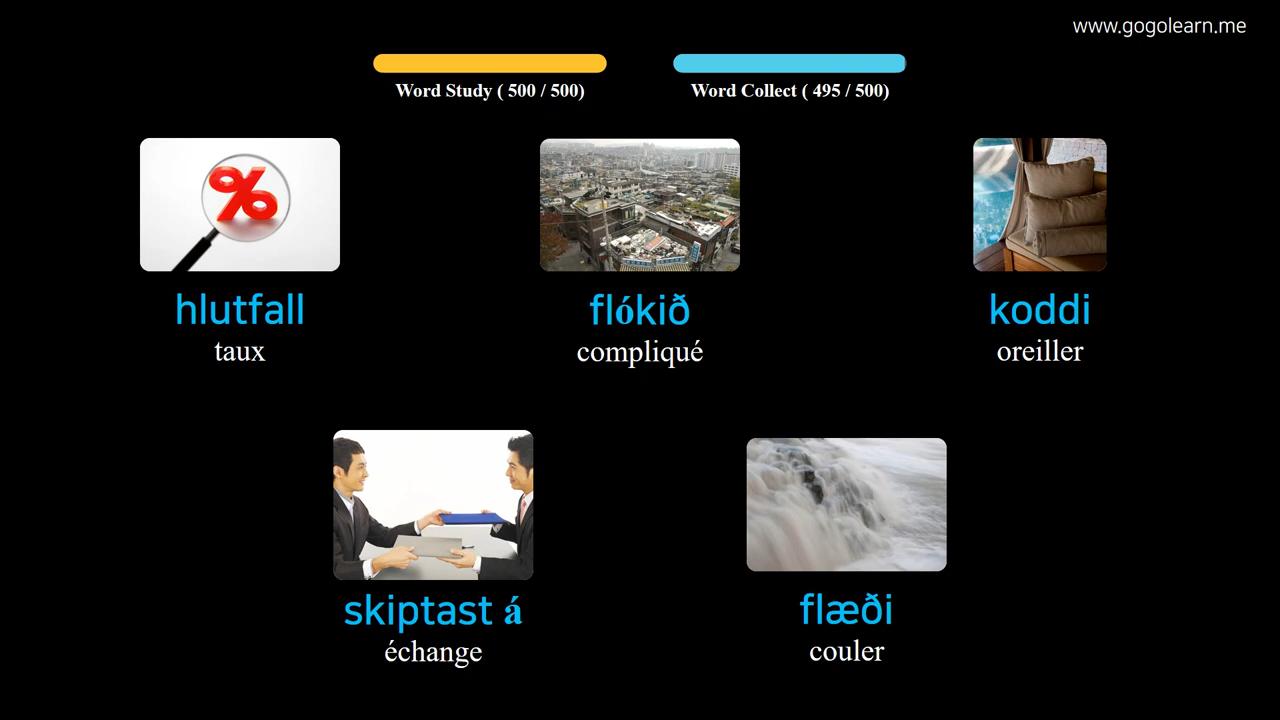 www.gogolearn.me
Word Study ( 500 / 500)
Word Collect ( 495 / 500)
hlutfall
taux
flókið
compliqué
koddi
oreiller
skiptast á
échange
flæði
couler